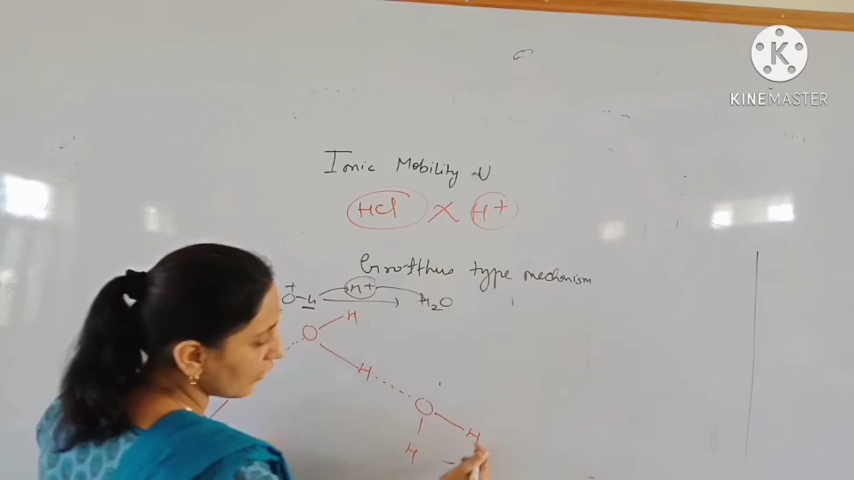 KINEMASTER
Ionic Mobility
HCl X H+
Grotthus type mechanism
+
O-H H+ H2O
O H
H
O H
H